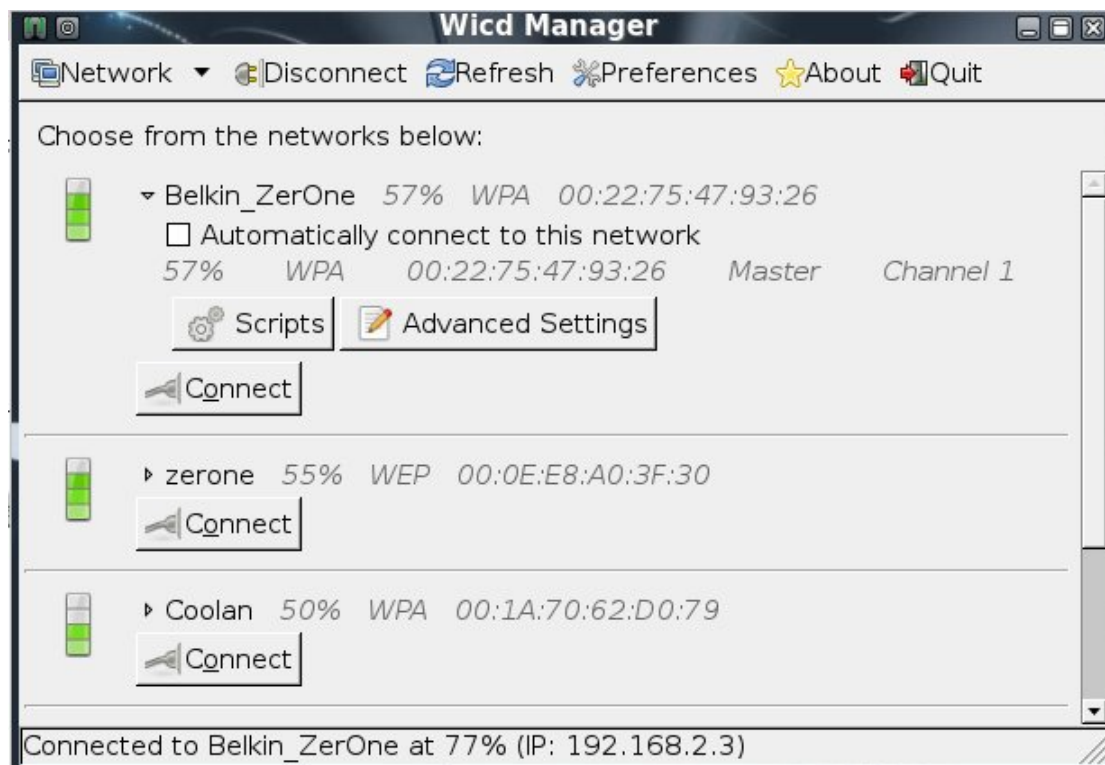 Wicd Manager
Network Disconnect Refresh Preferences About Quit
Choose from the networks below:
Belkin_ZerOne 57% WPA 00:22:75:47:93:26
Automatically connect to this network
57% WPA 00:22:75:47:93:26 Master Channel 1
Scripts Advanced Settings
Connect
zerone 55% WEP 00:0E:E8:A0:3F:30
Connect
Coolan 50% WPA 00:1A:70:62:D0:79
Connect
Connected to Belkin_ZerOne at 77% (IP: 192.168.2.3)